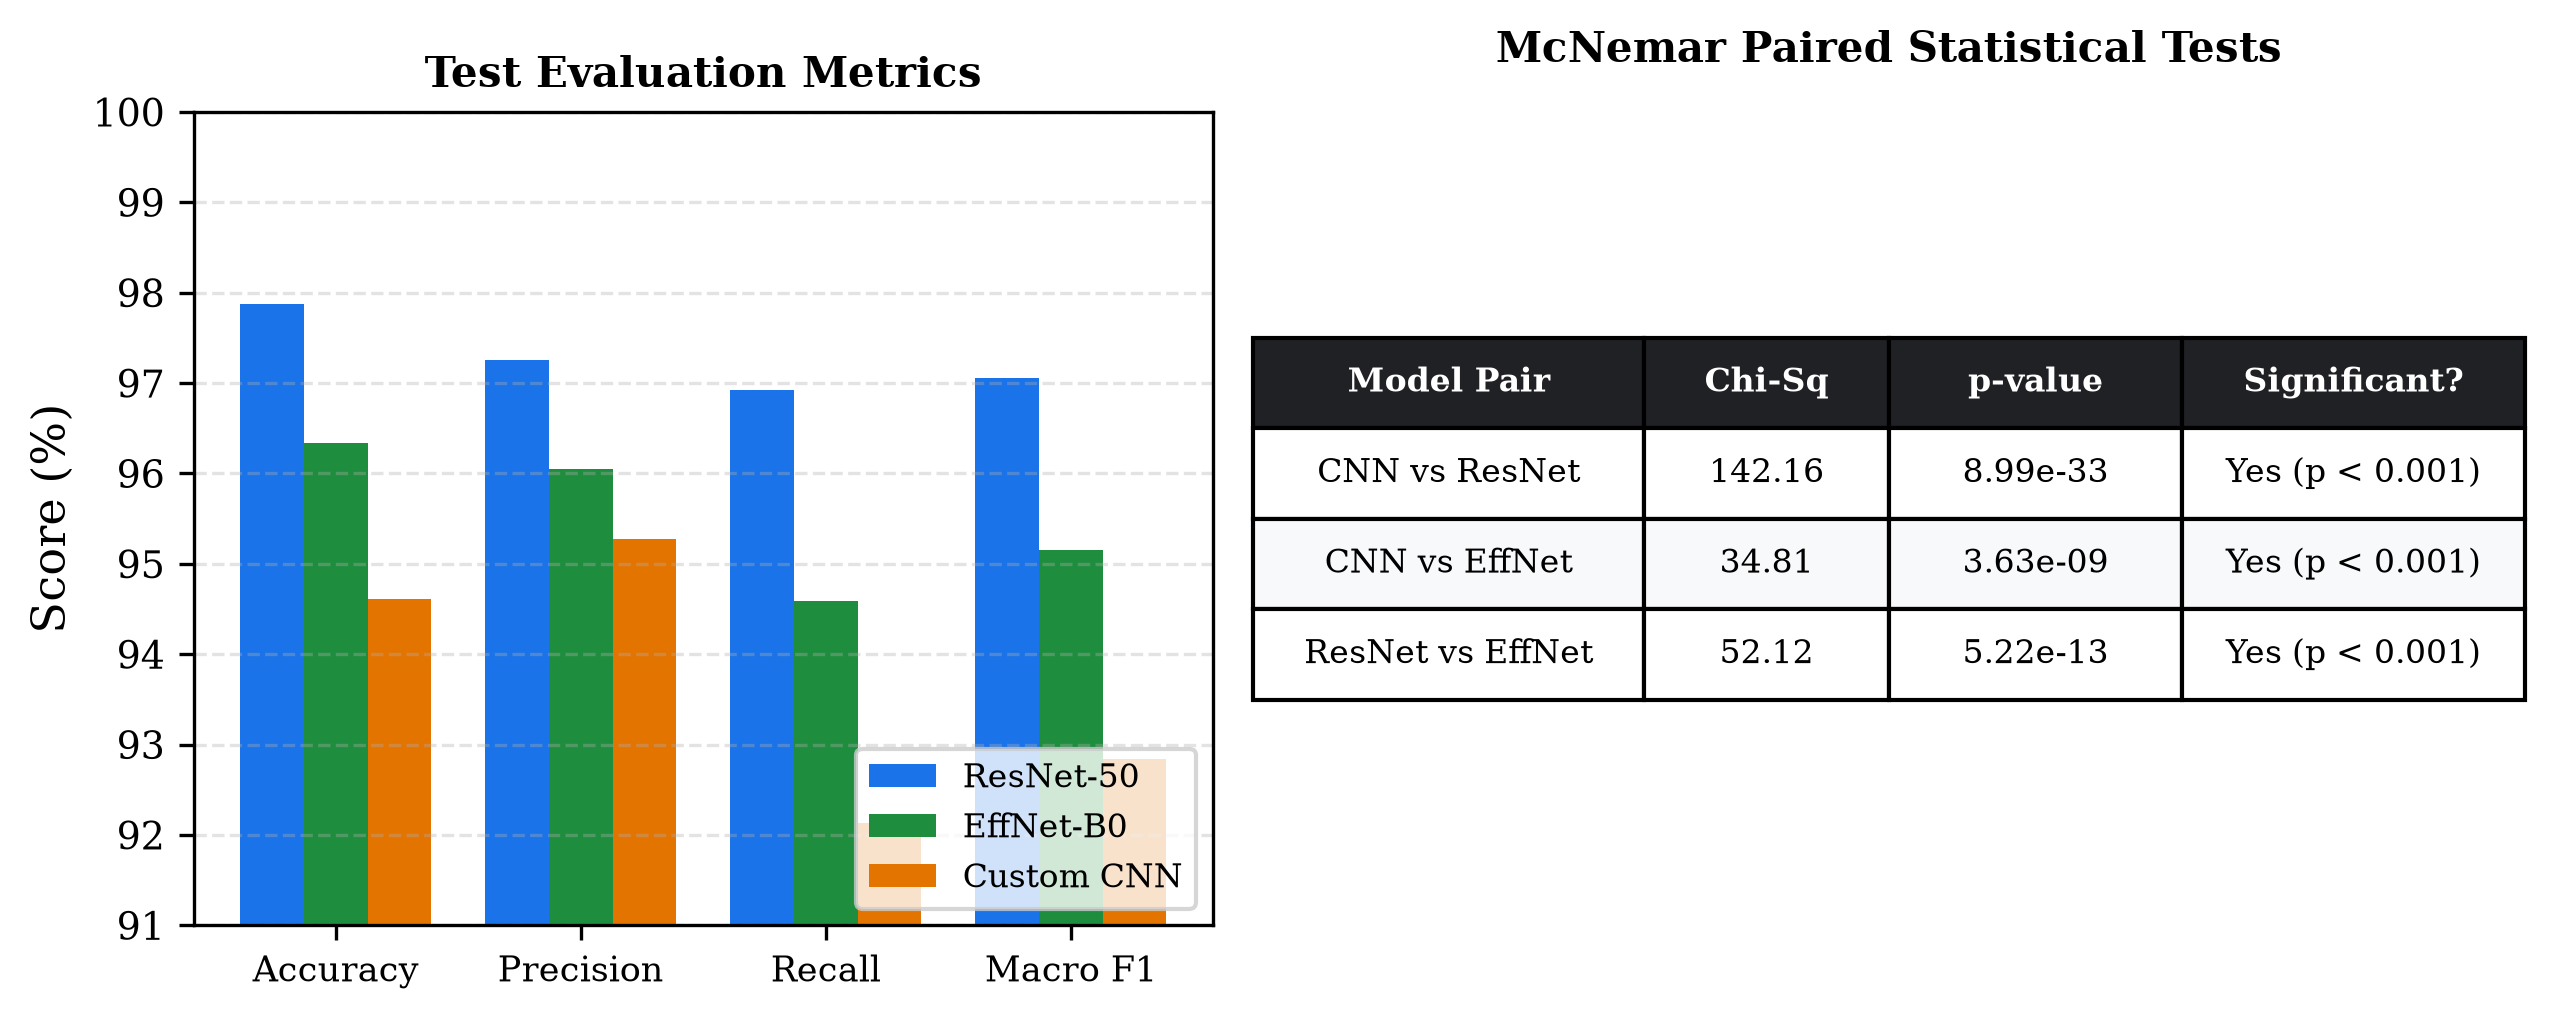 Test Evaluation Metrics
Score (%)
100
99
98
97
96
95
94
93
92
91
Accuracy Precision Recall Macro F1
ResNet-50
EffNet-B0
Custom CNN
McNemar Paired Statistical Tests
Model Pair Chi-Sq p-value Significant?
CNN vs ResNet 142.16 8.99e-33 Yes (p < 0.001)
CNN vs EffNet 34.81 3.63e-09 Yes (p < 0.001)
ResNet vs EffNet 52.12 5.22e-13 Yes (p < 0.001)